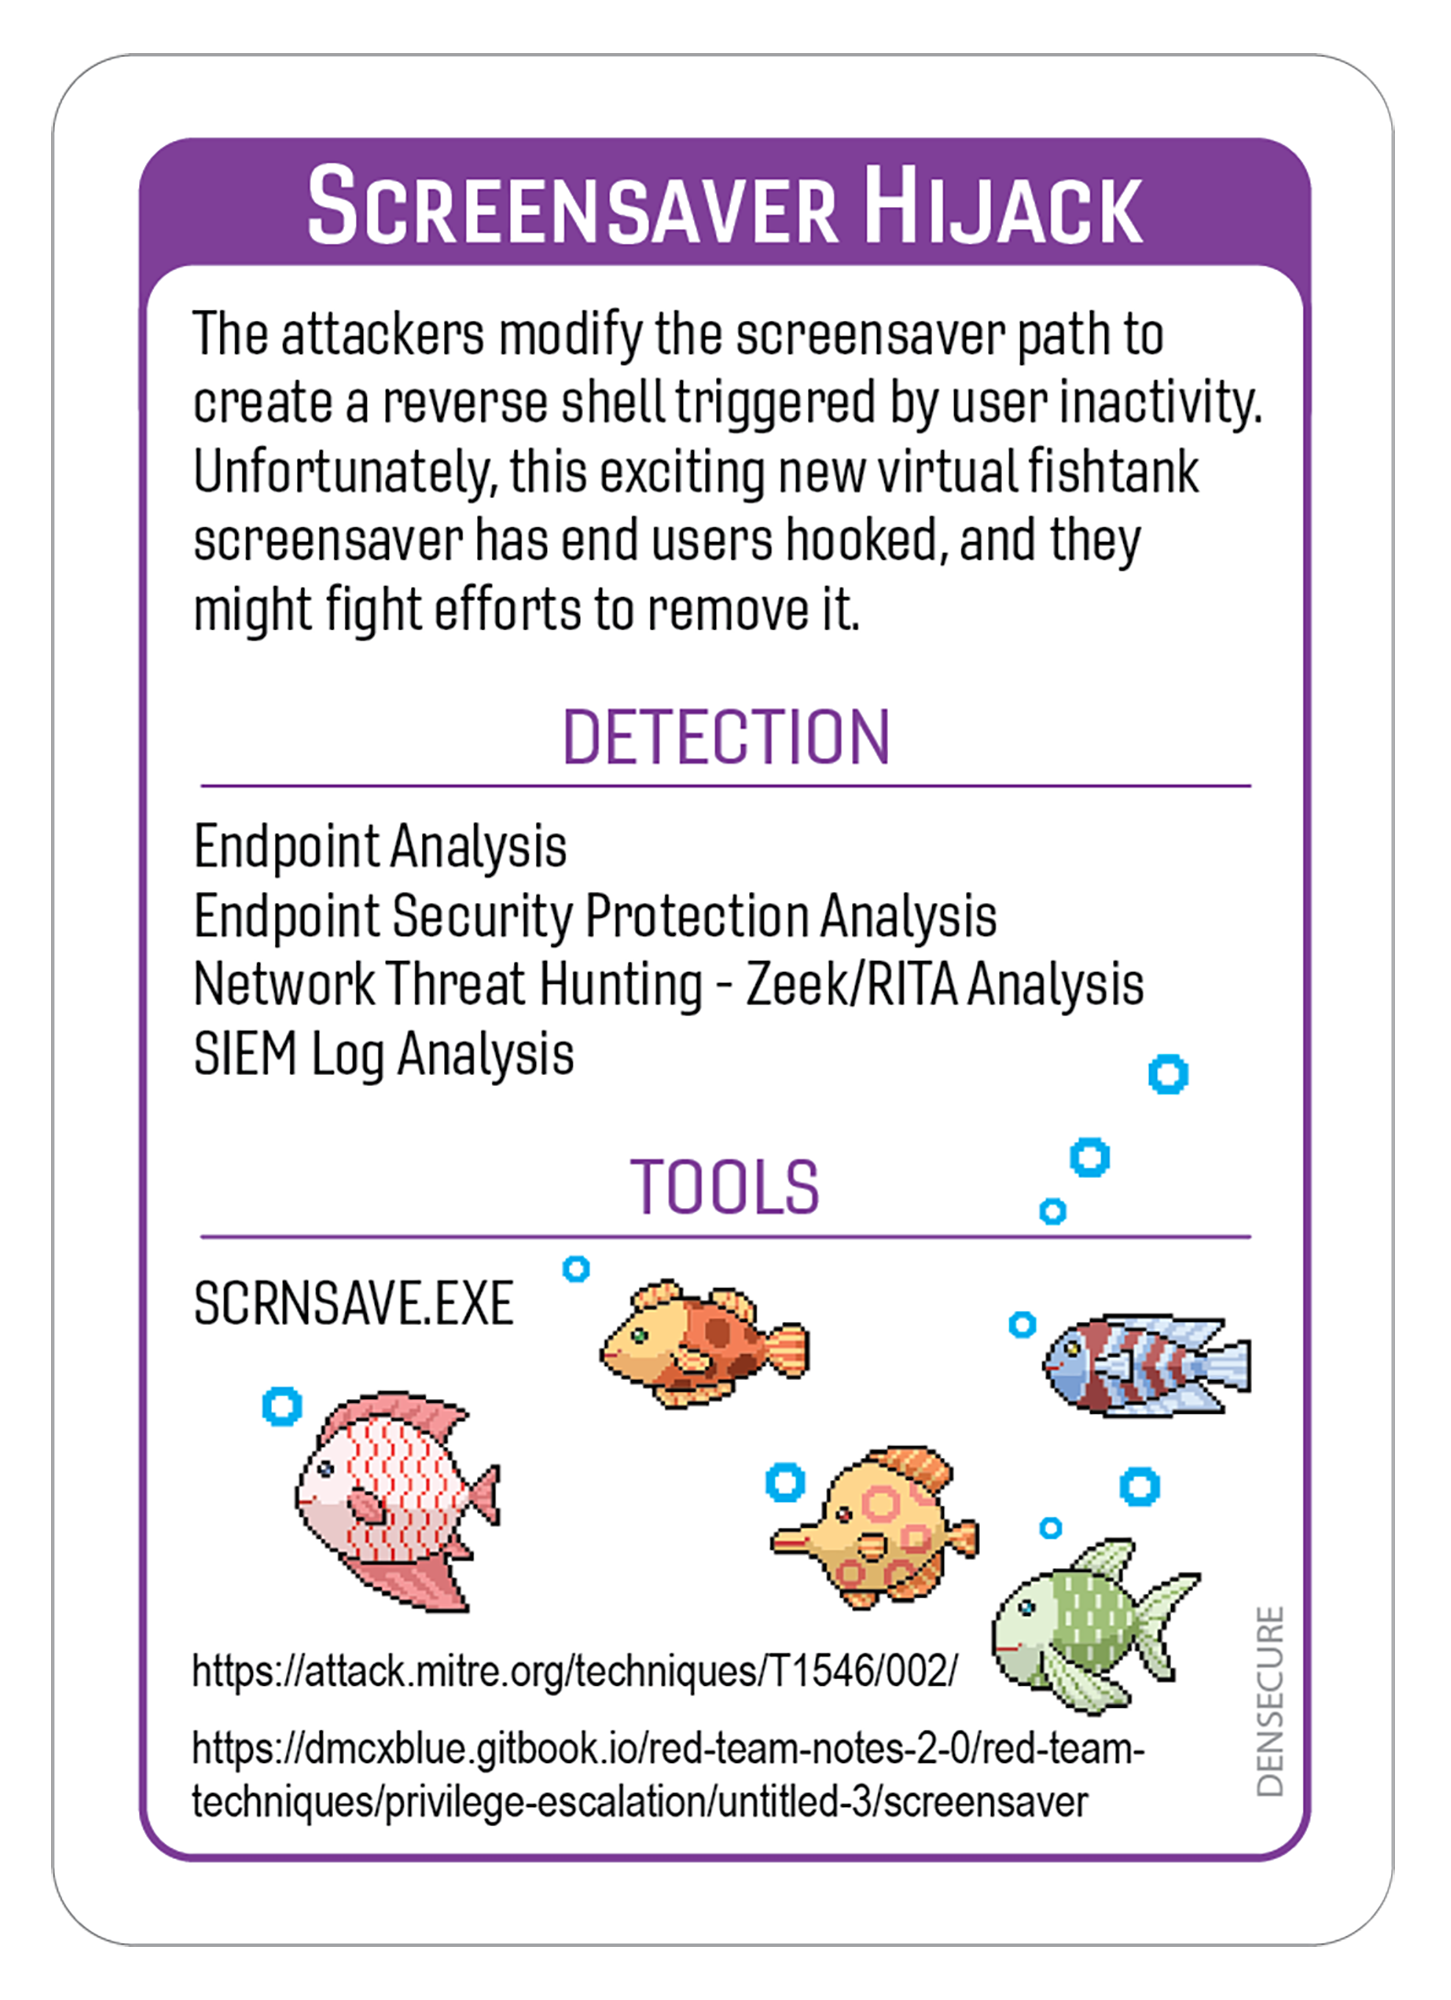 SCREENSAVER HIJACK
The attackers modify the screensaver path to
create a reverse shell triggered by user inactivity.
Unfortunately, this exciting new virtual fishtank
screensaver has end users hooked, and they
might fight efforts to remove it.
DETECTION
Endpoint Analysis
Endpoint Security Protection Analysis
Network Threat Hunting - Zeek/RITA Analysis
SIEM Log Analysis
TOOLS
SCRNSAVE.EXE
https://attack.mitre.org/techniques/T1546/002/
https://dmcxblue.gitbook.io/red-team-notes-2-0/red-team-
techniques/privilege-escalation/untitled-3/screensaver
DENSECURE